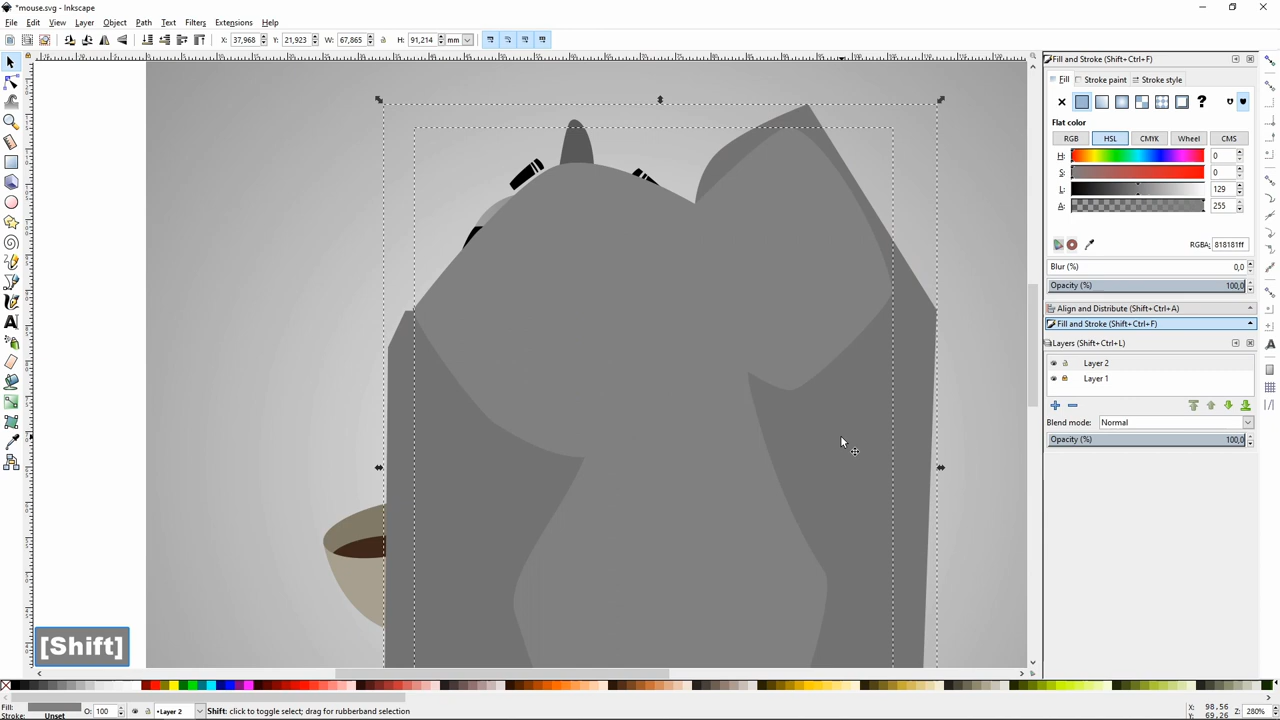 *mouse.svg - Inkscape
File Edit View Layer Object Path Text Filters Extensions Help
X: 37,968 Y: 21,923 W: 67,865 H: 91,214 mm
Fill and Stroke (Shift+Ctrl+F)
Fill Stroke paint Stroke style
?
Flat color
RGB HSL CMYK Wheel CMS
H: 0
S: 0
L: 129
A: 255
RGBA: 818181ff
Blur (%) 0,0
Opacity (%) 100,0
Align and Distribute (Shift+Ctrl+A)
Fill and Stroke (Shift+Ctrl+F)
Layers (Shift+Ctrl+L)
Layer 2
Layer 1
Blend mode: Normal
Opacity (%) 100,0
[Shift]
Fill:
Stroke: Unset
O: 100
Layer 2
Shift: click to toggle select; drag for rubberband selection
X: 98,56
Y: 69,26
Z: 280%